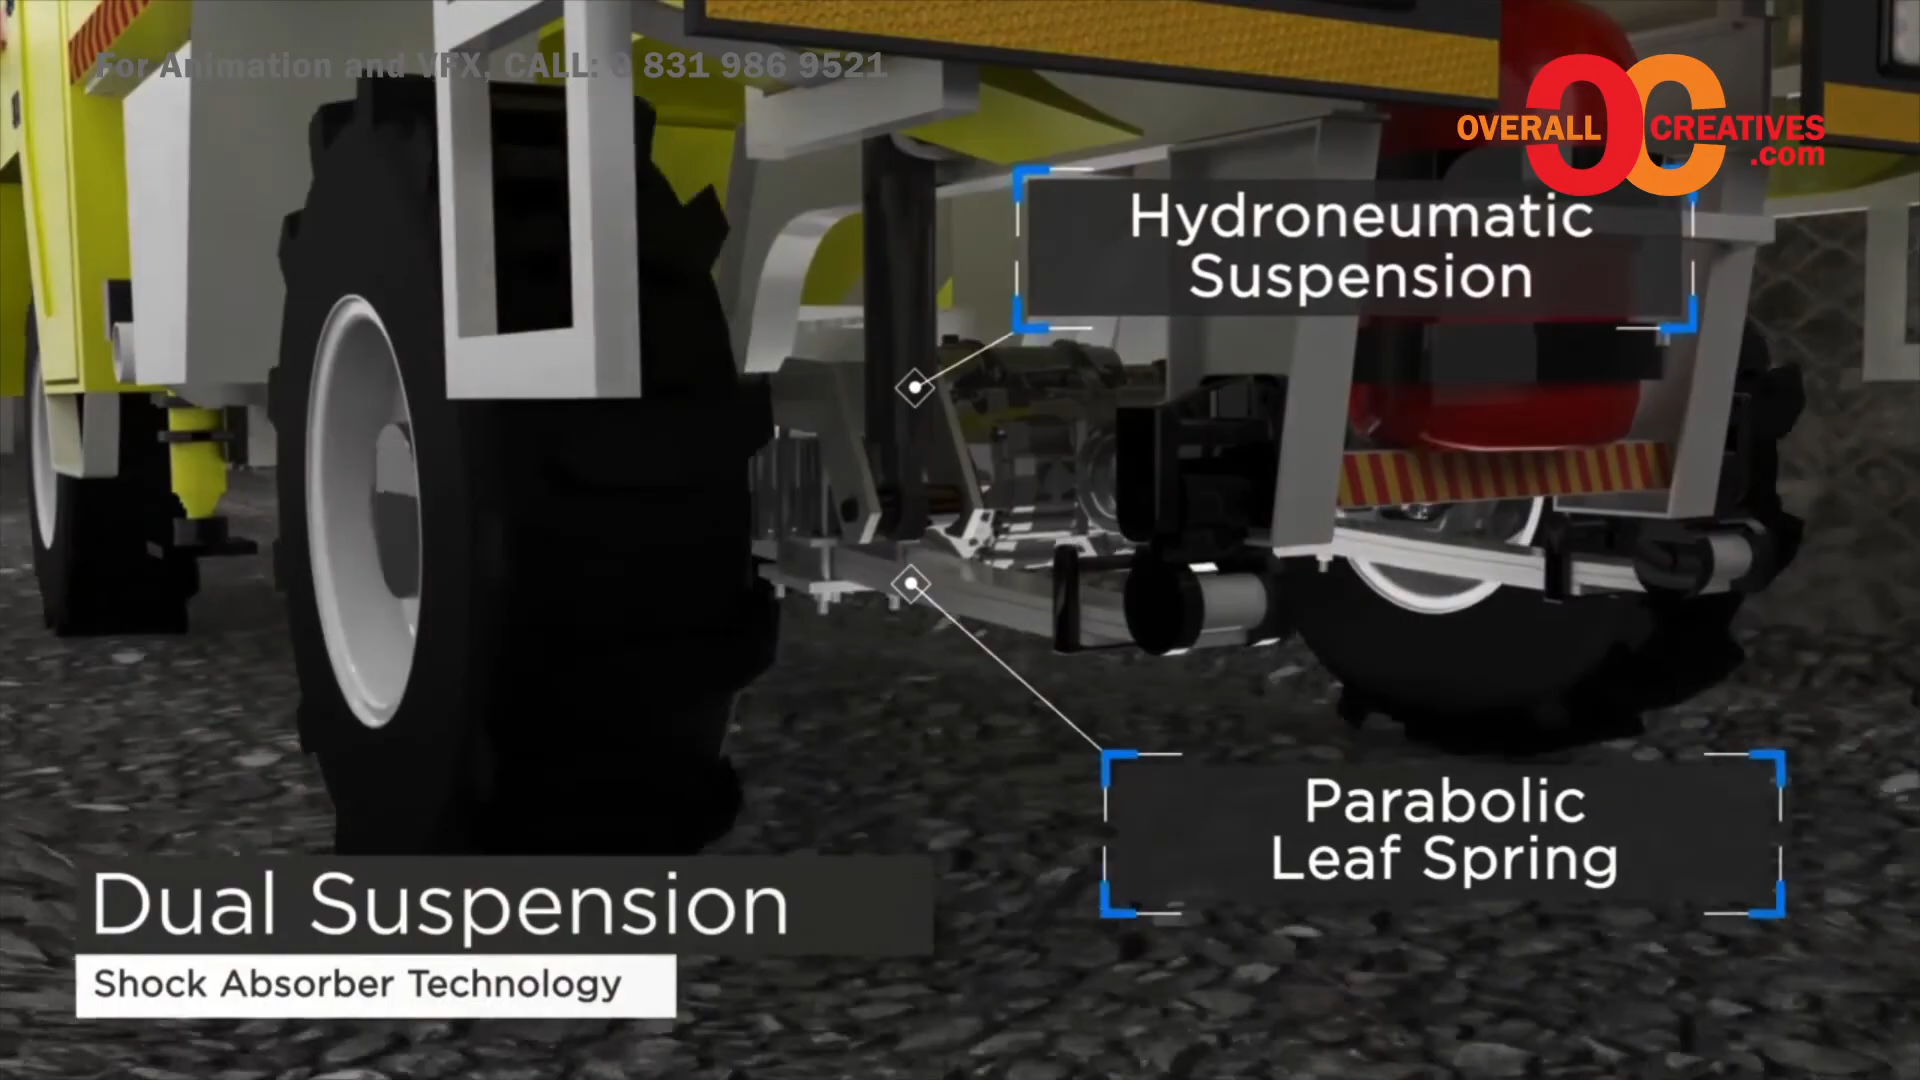 For Animation and VFX, CALL: 0 831 986 9521
OVERALL OC CREATIVES
.com
Hydroneumatic
Suspension
Parabolic
Leaf Spring
Dual Suspension
Shock Absorber Technology